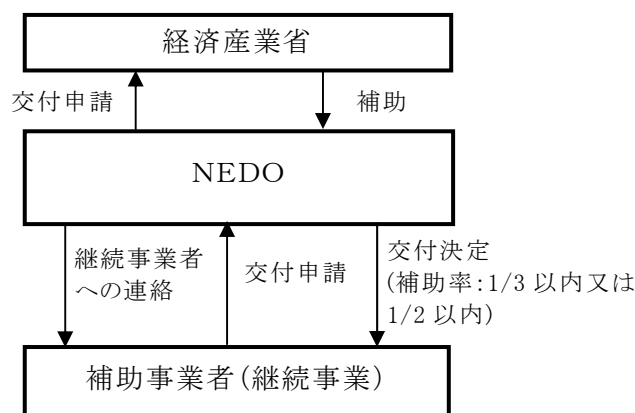 経済産業省
交付申請
補助
NEDO
継続事業者
への連絡
交付申請
交付決定
(補助率:1/3 以内又は
1/2 以内)
補助事業者(継続事業)